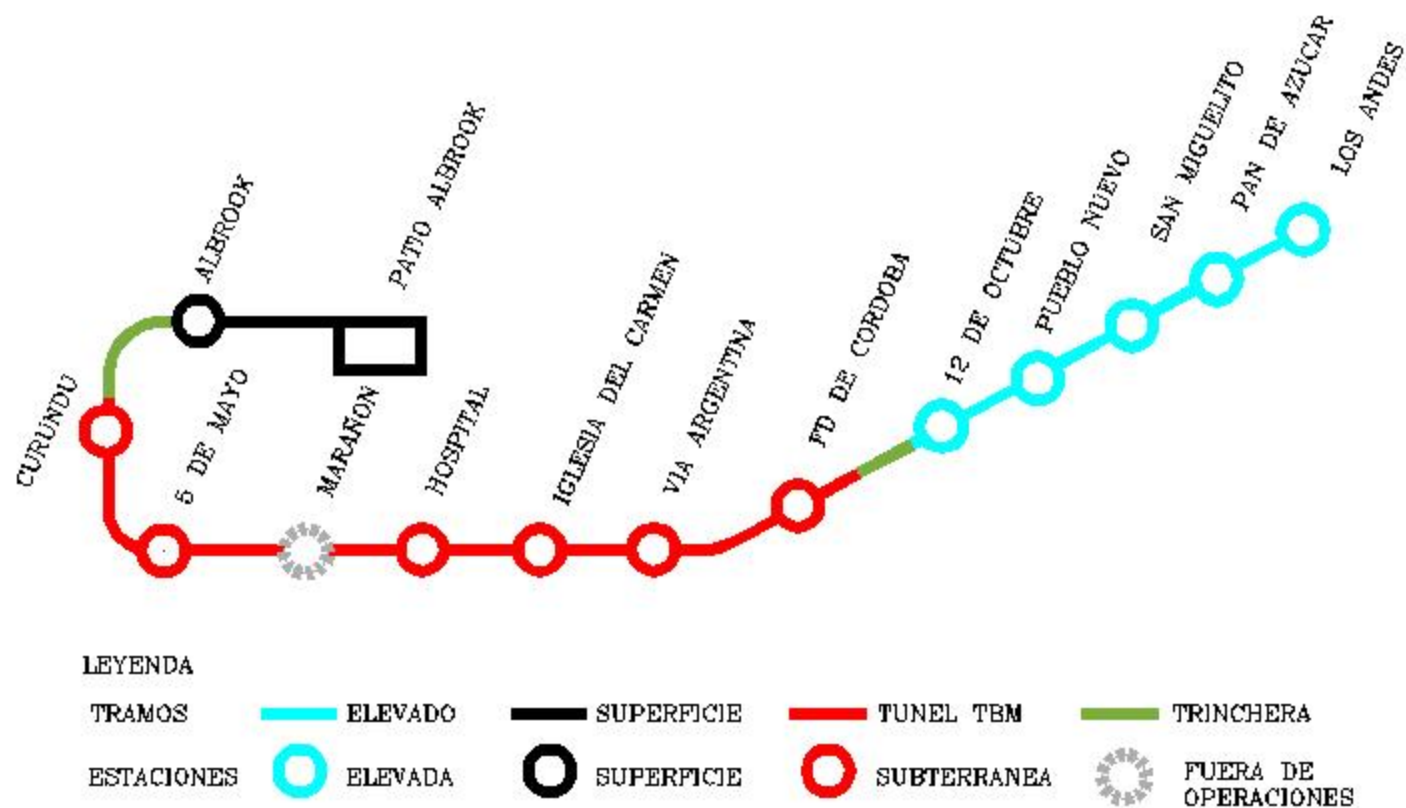 ALBROOK
PATIO ALBROOK
CURUNDU
5 DE MAYO
MARAÑON
HOSPITAL
IGLESIA DEL CARMEN
VIA ARGENTINA
FD DE CORDOBA
12 DE OCTUBRE
PUEBLO NUEVO
SAN MIGUELITO
PAN DE AZUCAR
LOS ANDES
LEYENDA
TRAMOS ELEVADO SUPERFICIE TUNEL TBM TRINCHERA
ESTACIONES ELEVADA SUPERFICIE SUBTERRANEA FUERA DE
OPERACIONES